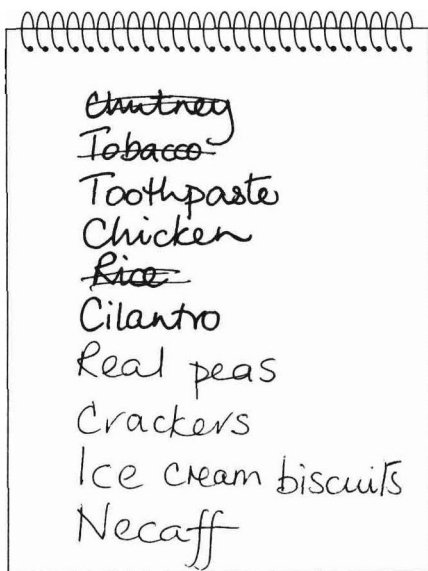 Chutney
Tobacco
Toothpaste
Chicken
Rice
Cilantro
Real peas
Crackers
Ice cream biscuits
Necaff